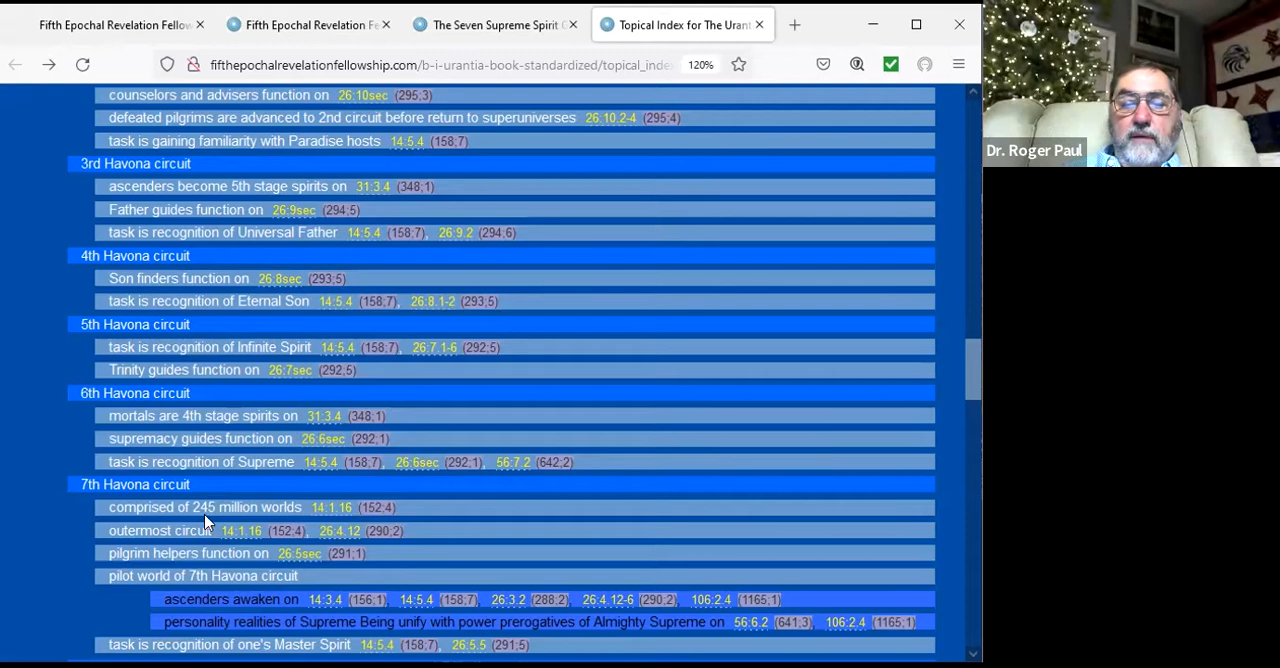 Fifth Epochal Revelation Fellow
Fifth Epochal Revelation Fe
The Seven Supreme Spirit G
Topical Index for The Urant
fifthepochalrevelationfellowship.com/b-i-urantia-book-standardized/topical_inde
120%
counselors and advisers function on 26:10sec (295;3)
defeated pilgrims are advanced to 2nd circuit before return to superuniverses 26:10.2-4 (295;4)
task is gaining familiarity with Paradise hosts 14:5.4 (158;7)
3rd Havona circuit
ascenders become 5th stage spirits on 31:3.4 (348;1)
Father guides function on 26:9sec (294;5)
task is recognition of Universal Father 14:5.4 (158;7), 26:9.2 (294;6)
4th Havona circuit
Son finders function on 26:8sec (293;5)
task is recognition of Eternal Son 14:5.4 (158;7), 26:8.1-2 (293;5)
5th Havona circuit
task is recognition of Infinite Spirit 14:5.4 (158;7), 26:7.1-6 (292;5)
Trinity guides function on 26:7sec (292;5)
6th Havona circuit
mortals are 4th stage spirits on 31:3.4 (348;1)
supremacy guides function on 26:6sec (292;1)
task is recognition of Supreme 14:5.4 (158;7), 26:6sec (292;1), 56:7.2 (642;2)
7th Havona circuit
comprised of 245 million worlds 14:1.16 (152;4)
outermost circuit 14:1.16 (152;4), 26:4.12 (290;2)
pilgrim helpers function on 26:5sec (291;1)
pilot world of 7th Havona circuit
ascenders awaken on 14:3.4 (156;1), 14:5.4 (158;7), 26:3.2 (288;2), 26:4.12-6 (290;2), 106:2.4 (1165;1)
personality realities of Supreme Being unify with power prerogatives of Almighty Supreme on 56:6.2 (641;3), 106:2.4 (1165;1)
task is recognition of one's Master Spirit 14:5.4 (158;7), 26:5.5 (291;5)
Dr. Roger Paul